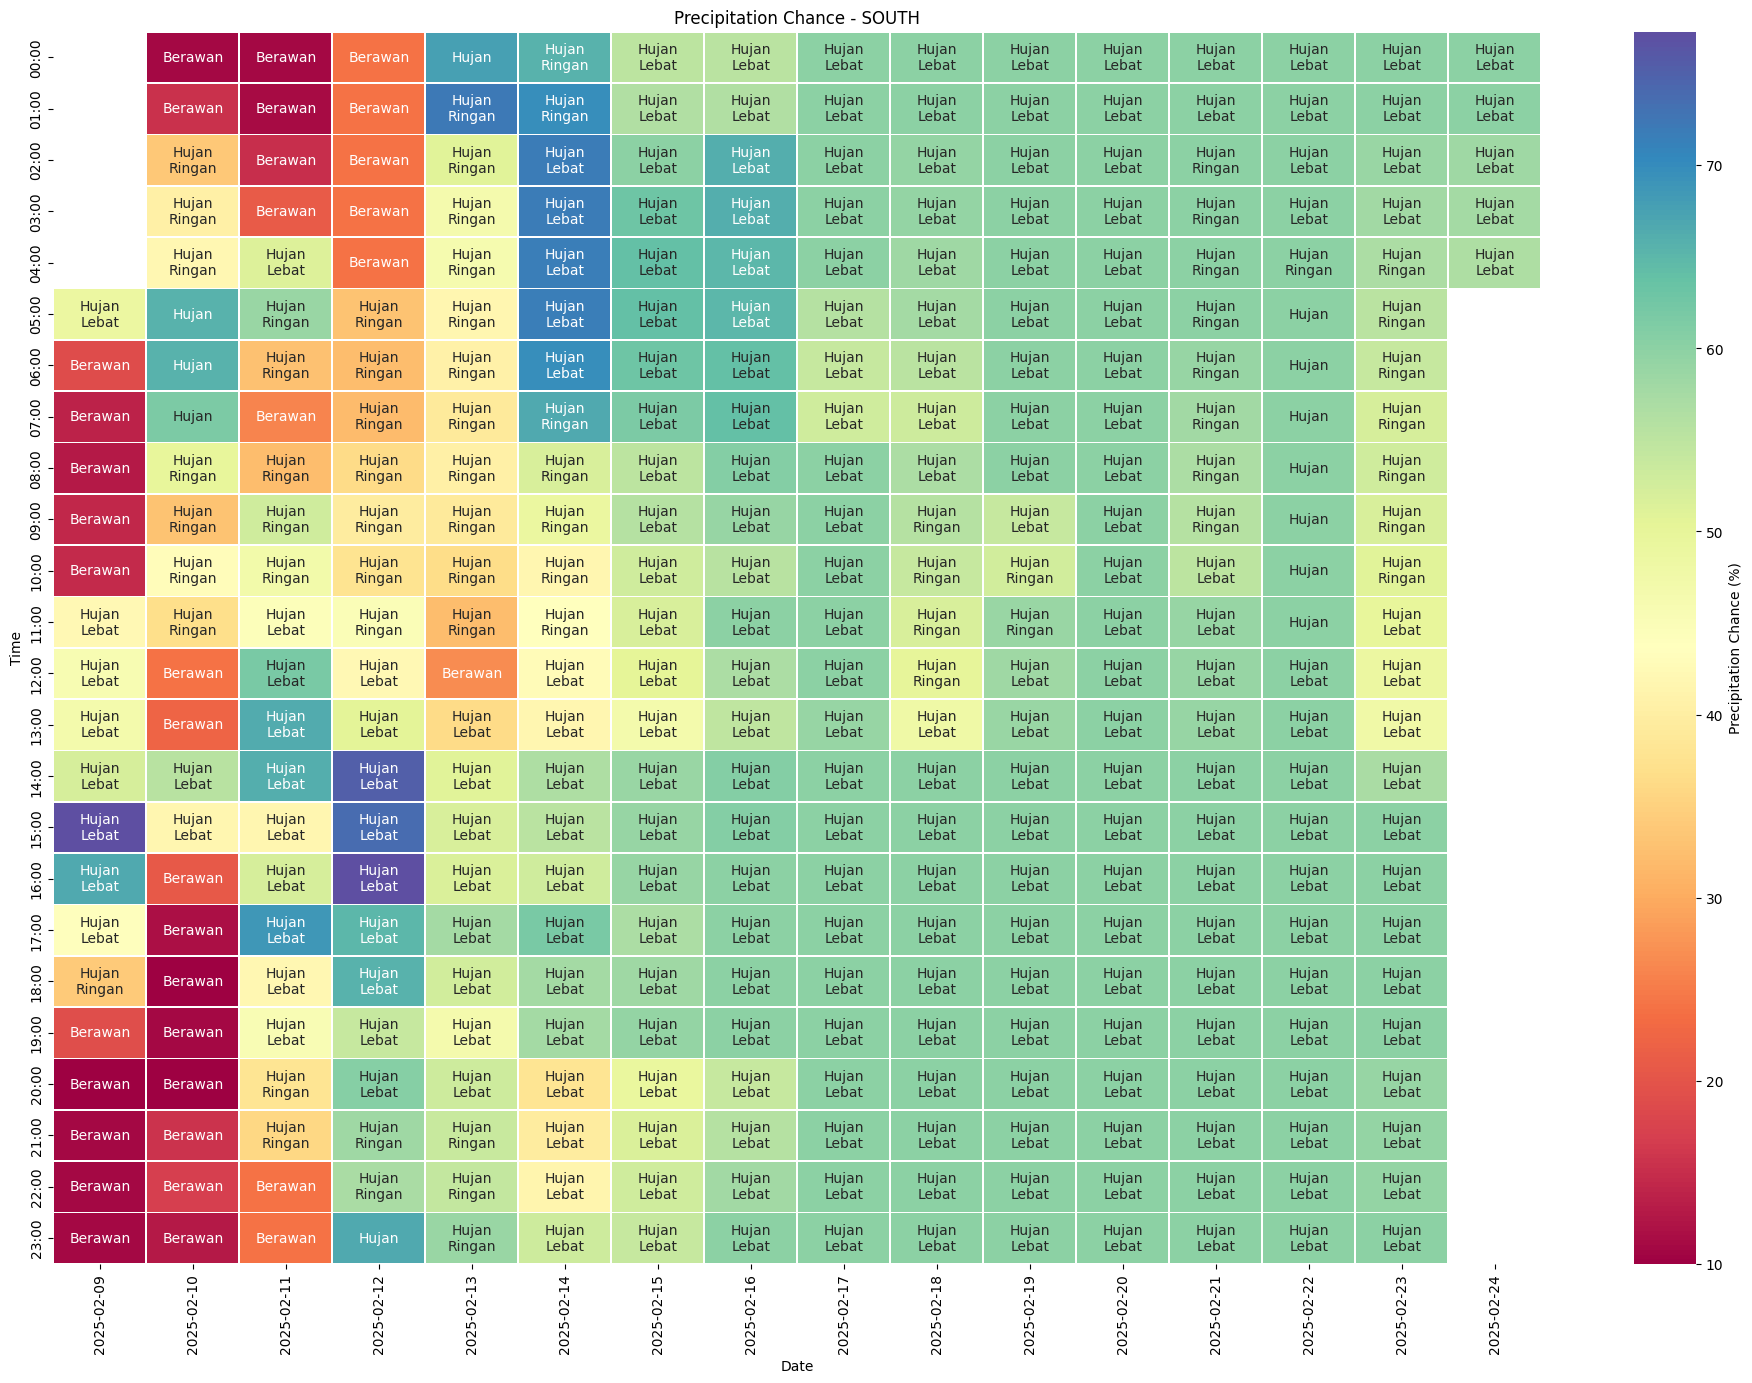 Precipitation Chance - SOUTH
00:00 Berawan Berawan Berawan Hujan Hujan Ringan Hujan Lebat Hujan Lebat Hujan Lebat Hujan Lebat Hujan Lebat Hujan Lebat Hujan Lebat Hujan Lebat Hujan Lebat Hujan Lebat
01:00 Berawan Berawan Berawan Hujan Ringan Hujan Ringan Hujan Lebat Hujan Lebat Hujan Lebat Hujan Lebat Hujan Lebat Hujan Lebat Hujan Lebat Hujan Lebat Hujan Lebat Hujan Lebat
02:00 Hujan Ringan Berawan Berawan Hujan Ringan Hujan Lebat Hujan Lebat Hujan Lebat Hujan Lebat Hujan Lebat Hujan Lebat Hujan Lebat Hujan Ringan Hujan Lebat Hujan Lebat Hujan Lebat
03:00 Hujan Ringan Berawan Berawan Hujan Ringan Hujan Lebat Hujan Lebat Hujan Lebat Hujan Lebat Hujan Lebat Hujan Lebat Hujan Lebat Hujan Ringan Hujan Lebat Hujan Lebat Hujan Lebat
04:00 Hujan Ringan Hujan Lebat Berawan Hujan Ringan Hujan Lebat Hujan Lebat Hujan Lebat Hujan Lebat Hujan Lebat Hujan Lebat Hujan Lebat Hujan Ringan Hujan Ringan Hujan Ringan Hujan Lebat
05:00 Hujan Lebat Hujan Hujan Ringan Hujan Ringan Hujan Ringan Hujan Lebat Hujan Lebat Hujan Lebat Hujan Lebat Hujan Lebat Hujan Lebat Hujan Lebat Hujan Ringan Hujan Hujan Ringan
06:00 Berawan Hujan Hujan Ringan Hujan Ringan Hujan Ringan Hujan Lebat Hujan Lebat Hujan Lebat Hujan Lebat Hujan Lebat Hujan Lebat Hujan Lebat Hujan Ringan Hujan Hujan Ringan
07:00 Berawan Hujan Berawan Hujan Ringan Hujan Ringan Hujan Ringan Hujan Lebat Hujan Lebat Hujan Lebat Hujan Lebat Hujan Lebat Hujan Lebat Hujan Ringan Hujan Hujan Ringan
08:00 Berawan Hujan Ringan Hujan Ringan Hujan Ringan Hujan Ringan Hujan Ringan Hujan Lebat Hujan Lebat Hujan Lebat Hujan Lebat Hujan Lebat Hujan Lebat Hujan Ringan Hujan Hujan Ringan
09:00 Berawan Hujan Ringan Hujan Ringan Hujan Ringan Hujan Ringan Hujan Ringan Hujan Lebat Hujan Lebat Hujan Lebat Hujan Ringan Hujan Lebat Hujan Lebat Hujan Ringan Hujan Hujan Ringan
10:00 Berawan Hujan Ringan Hujan Ringan Hujan Ringan Hujan Ringan Hujan Ringan Hujan Lebat Hujan Lebat Hujan Lebat Hujan Ringan Hujan Ringan Hujan Lebat Hujan Lebat Hujan Hujan Ringan
11:00 Hujan Lebat Hujan Ringan Hujan Lebat Hujan Ringan Hujan Ringan Hujan Ringan Hujan Lebat Hujan Lebat Hujan Lebat Hujan Ringan Hujan Ringan Hujan Lebat Hujan Lebat Hujan Hujan Lebat
12:00 Hujan Lebat Berawan Hujan Lebat Hujan Lebat Berawan Hujan Lebat Hujan Lebat Hujan Lebat Hujan Lebat Hujan Ringan Hujan Lebat Hujan Lebat Hujan Lebat Hujan Lebat Hujan Lebat
13:00 Hujan Lebat Berawan Hujan Lebat Hujan Lebat Hujan Lebat Hujan Lebat Hujan Lebat Hujan Lebat Hujan Lebat Hujan Lebat Hujan Lebat Hujan Lebat Hujan Lebat Hujan Lebat Hujan Lebat
14:00 Hujan Lebat Hujan Lebat Hujan Lebat Hujan Lebat Hujan Lebat Hujan Lebat Hujan Lebat Hujan Lebat Hujan Lebat Hujan Lebat Hujan Lebat Hujan Lebat Hujan Lebat Hujan Lebat Hujan Lebat
15:00 Hujan Lebat Hujan Lebat Hujan Lebat Hujan Lebat Hujan Lebat Hujan Lebat Hujan Lebat Hujan Lebat Hujan Lebat Hujan Lebat Hujan Lebat Hujan Lebat Hujan Lebat Hujan Lebat Hujan Lebat
16:00 Hujan Lebat Berawan Hujan Lebat Hujan Lebat Hujan Lebat Hujan Lebat Hujan Lebat Hujan Lebat Hujan Lebat Hujan Lebat Hujan Lebat Hujan Lebat Hujan Lebat Hujan Lebat Hujan Lebat
17:00 Hujan Lebat Berawan Hujan Lebat Hujan Lebat Hujan Lebat Hujan Lebat Hujan Lebat Hujan Lebat Hujan Lebat Hujan Lebat Hujan Lebat Hujan Lebat Hujan Lebat Hujan Lebat Hujan Lebat
18:00 Hujan Ringan Berawan Hujan Lebat Hujan Lebat Hujan Lebat Hujan Lebat Hujan Lebat Hujan Lebat Hujan Lebat Hujan Lebat Hujan Lebat Hujan Lebat Hujan Lebat Hujan Lebat Hujan Lebat
19:00 Berawan Berawan Hujan Lebat Hujan Lebat Hujan Lebat Hujan Lebat Hujan Lebat Hujan Lebat Hujan Lebat Hujan Lebat Hujan Lebat Hujan Lebat Hujan Lebat Hujan Lebat Hujan Lebat
20:00 Berawan Berawan Hujan Ringan Hujan Lebat Hujan Lebat Hujan Lebat Hujan Lebat Hujan Lebat Hujan Lebat Hujan Lebat Hujan Lebat Hujan Lebat Hujan Lebat Hujan Lebat Hujan Lebat
21:00 Berawan Berawan Hujan Ringan Hujan Ringan Hujan Ringan Hujan Lebat Hujan Lebat Hujan Lebat Hujan Lebat Hujan Lebat Hujan Lebat Hujan Lebat Hujan Lebat Hujan Lebat Hujan Lebat
22:00 Berawan Berawan Berawan Hujan Ringan Hujan Ringan Hujan Lebat Hujan Lebat Hujan Lebat Hujan Lebat Hujan Lebat Hujan Lebat Hujan Lebat Hujan Lebat Hujan Lebat Hujan Lebat
23:00 Berawan Berawan Berawan Hujan Hujan Ringan Hujan Lebat Hujan Lebat Hujan Lebat Hujan Lebat Hujan Lebat Hujan Lebat Hujan Lebat Hujan Lebat Hujan Lebat Hujan Lebat
Time
2025-02-09 2025-02-10 2025-02-11 2025-02-12 2025-02-13 2025-02-14 2025-02-15 2025-02-16 2025-02-17 2025-02-18 2025-02-19 2025-02-20 2025-02-21 2025-02-22 2025-02-23 2025-02-24
Date
70
60
50
40
30
20
10
Precipitation Chance (%)